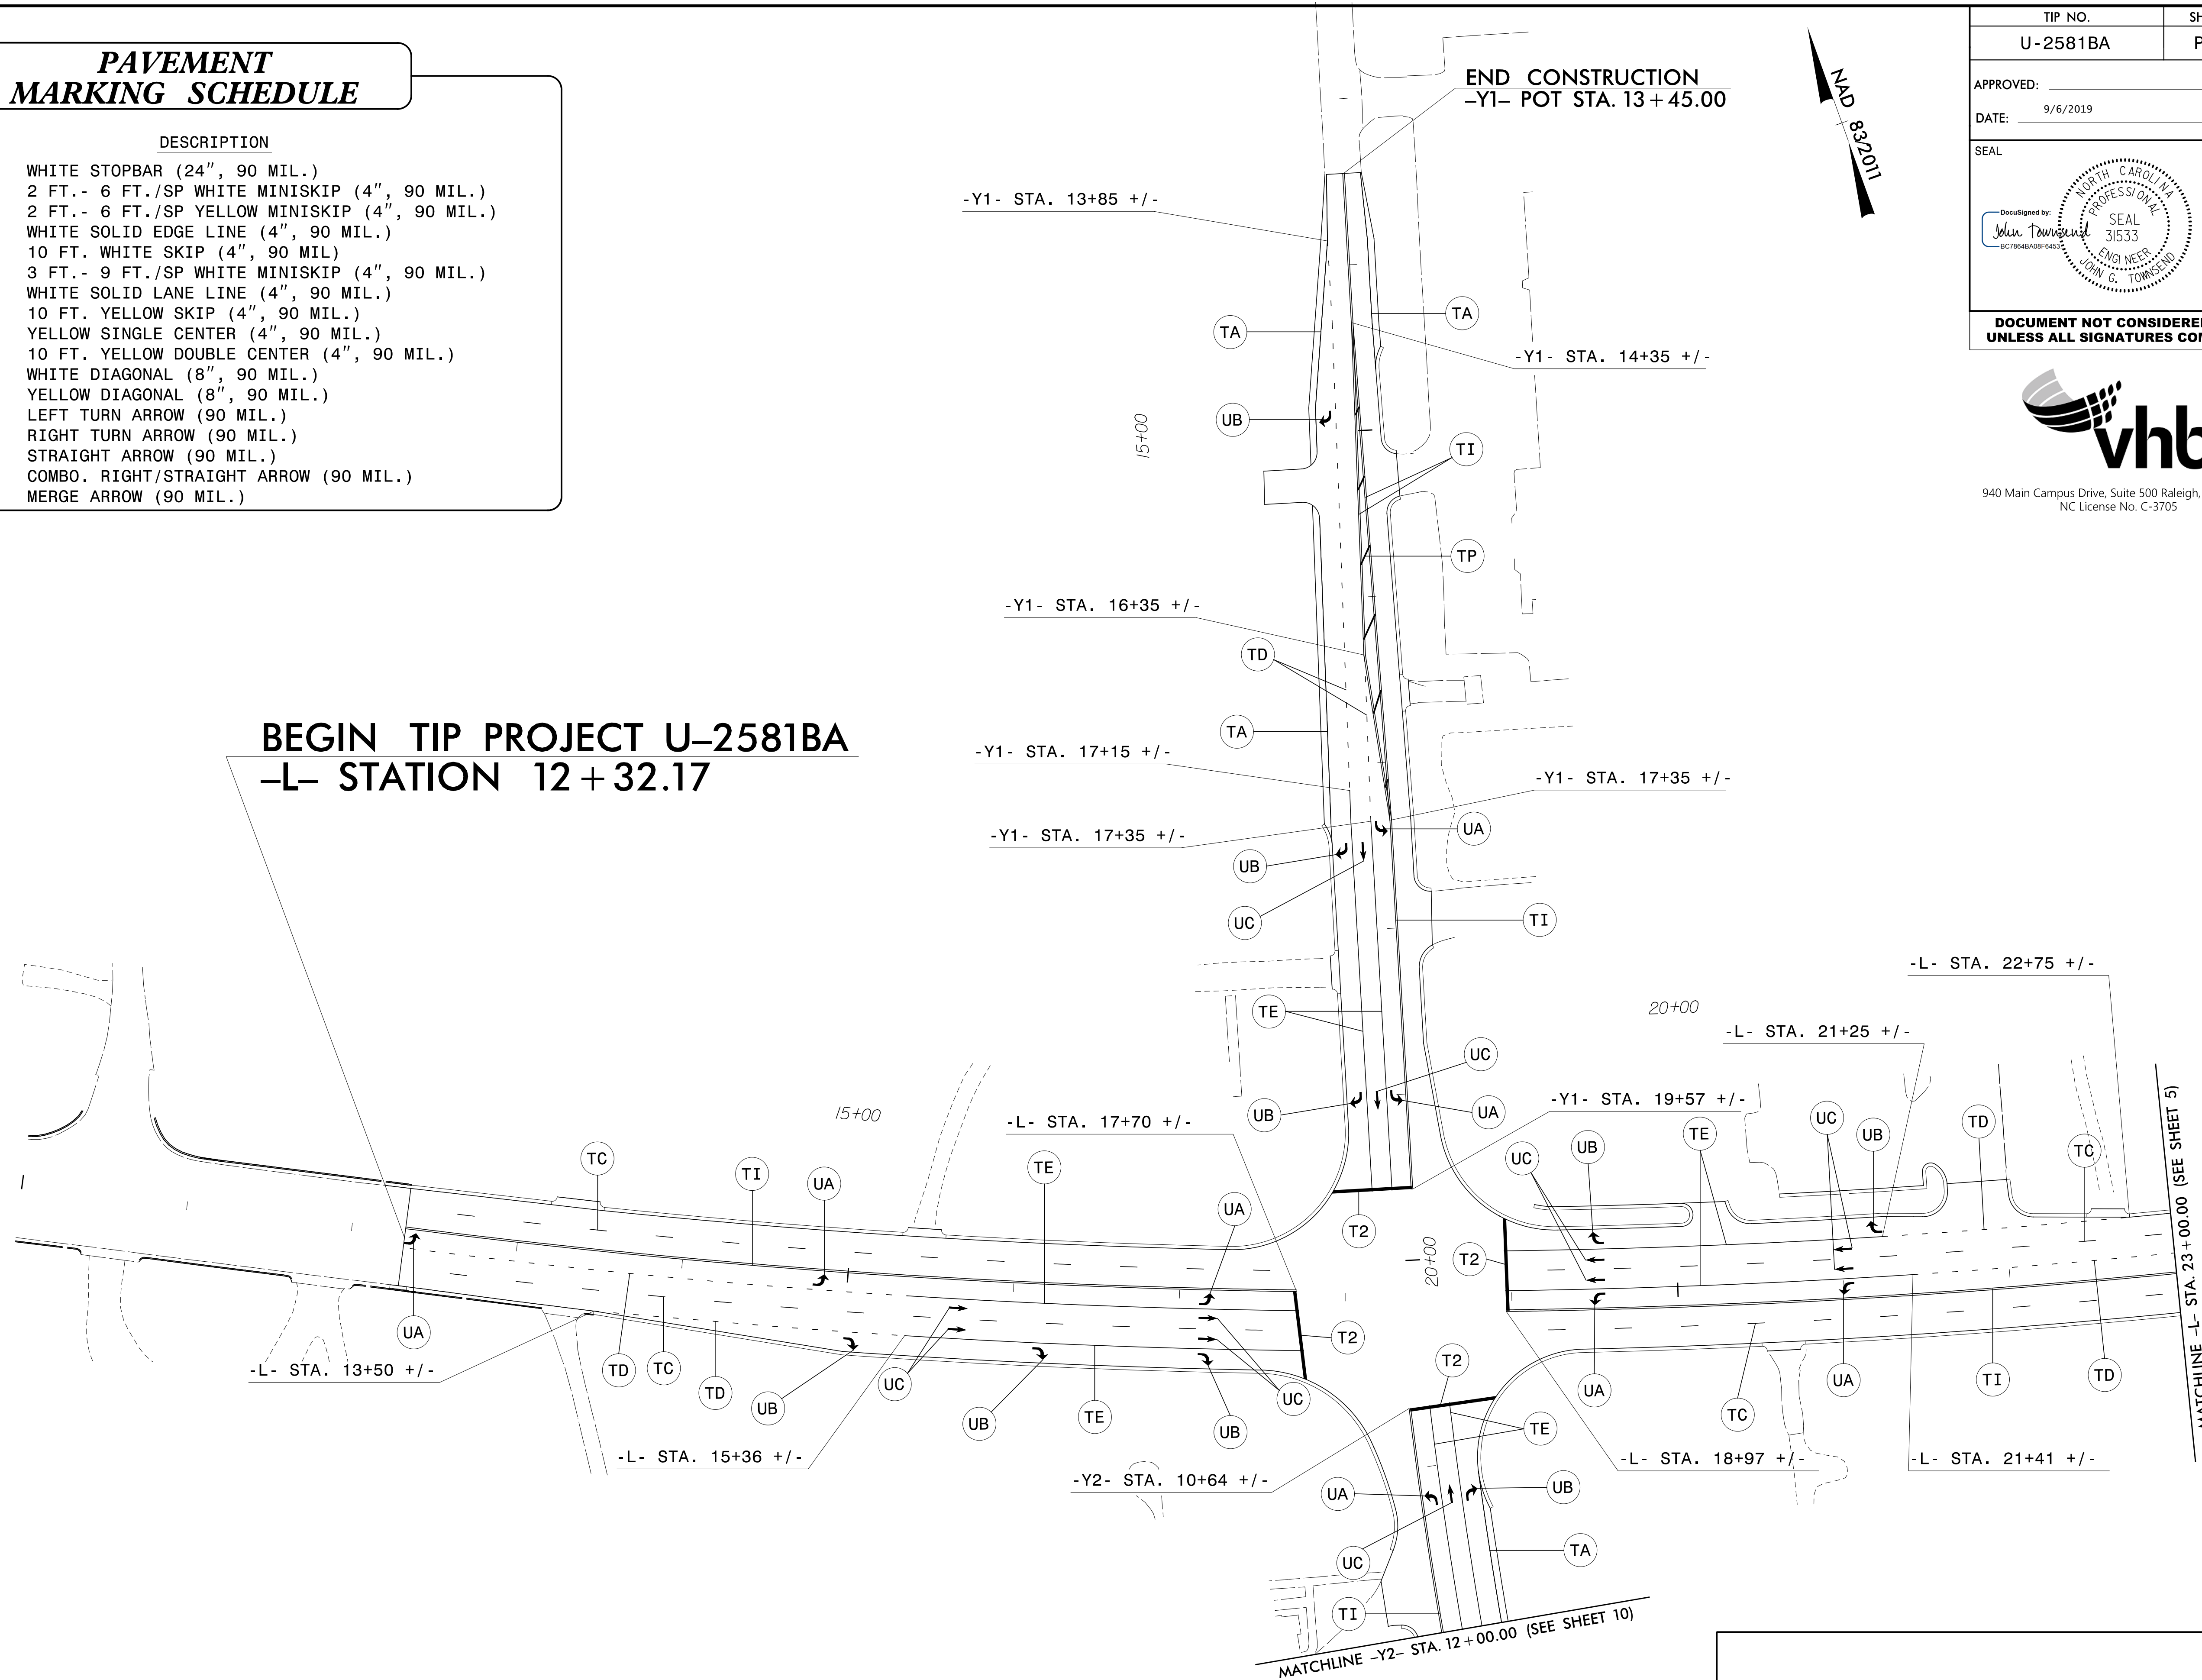 PAVEMENT
MARKING SCHEDULE
DESCRIPTION
WHITE STOPBAR (24", 90 MIL.)
2 FT.- 6 FT./SP WHITE MINISKIP (4", 90 MIL.)
2 FT.- 6 FT./SP YELLOW MINISKIP (4", 90 MIL.)
WHITE SOLID EDGE LINE (4", 90 MIL.)
10 FT. WHITE SKIP (4", 90 MIL)
3 FT.- 9 FT./SP WHITE MINISKIP (4", 90 MIL.)
WHITE SOLID LANE LINE (4", 90 MIL.)
10 FT. YELLOW SKIP (4", 90 MIL.)
YELLOW SINGLE CENTER (4", 90 MIL.)
10 FT. YELLOW DOUBLE CENTER (4", 90 MIL.)
WHITE DIAGONAL (8", 90 MIL.)
YELLOW DIAGONAL (8", 90 MIL.)
LEFT TURN ARROW (90 MIL.)
RIGHT TURN ARROW (90 MIL.)
STRAIGHT ARROW (90 MIL.)
COMBO. RIGHT/STRAIGHT ARROW (90 MIL.)
MERGE ARROW (90 MIL.)
END CONSTRUCTION
-Y1- POT STA. 13+45.00
NAD 83/2011
TIP NO.
U-2581BA
APPROVED:
DATE: 9/6/2019
SEAL
NORTH CAROLINA
PROFESSIONAL
SEAL
31533
ENGINEER
JOHN G. TOWNSEND
DocuSigned by:
John Townsend
BC7864BA08F6453
DOCUMENT NOT
UNLESS ALL SIGNATURES
vhb
940 Main Campus Drive, Suite 500 Raleigh,
NC License No. C-3705
-Y1- STA. 13+85 +/-
TA
TA
-Y1- STA. 14+35 +/-
UB
15+00
TI
TP
-Y1- STA. 16+35 +/-
TD
BEGIN TIP PROJECT U-2581BA
-L- STATION 12+32.17
TA
-Y1- STA. 17+15 +/-
-Y1- STA. 17+35 +/-
-Y1- STA. 17+35 +/-
UA
UB
UC
TI
-L- STA. 22+75 +/-
TE
20+00
-L- STA. 21+25 +/-
UC
15+00
-L- STA. 17+70 +/-
UB
UA
-Y1- STA. 19+57 +/-
TC
TI
UA
TE
UA
UC
UB
TE
UC
UB
TD
TC
T2
20+00
T2
UA
-L- STA. 13+50 +/-
TD
TC
TD
UB
UC
UB
TE
UB
UC
T2
T2
UA
TC
UA
TI
TD
-L- STA. 15+36 +/-
TE
-L- STA. 18+97 +/-
-L- STA. 21+41 +/-
-Y2- STA. 10+64 +/-
UA
UB
UC
TA
TI
MATCHLINE -Y2- STA. 12+00.00 (SEE SHEET 10)
MATCHLINE -L- STA. 23+00.00 (SEE SHEET 5)